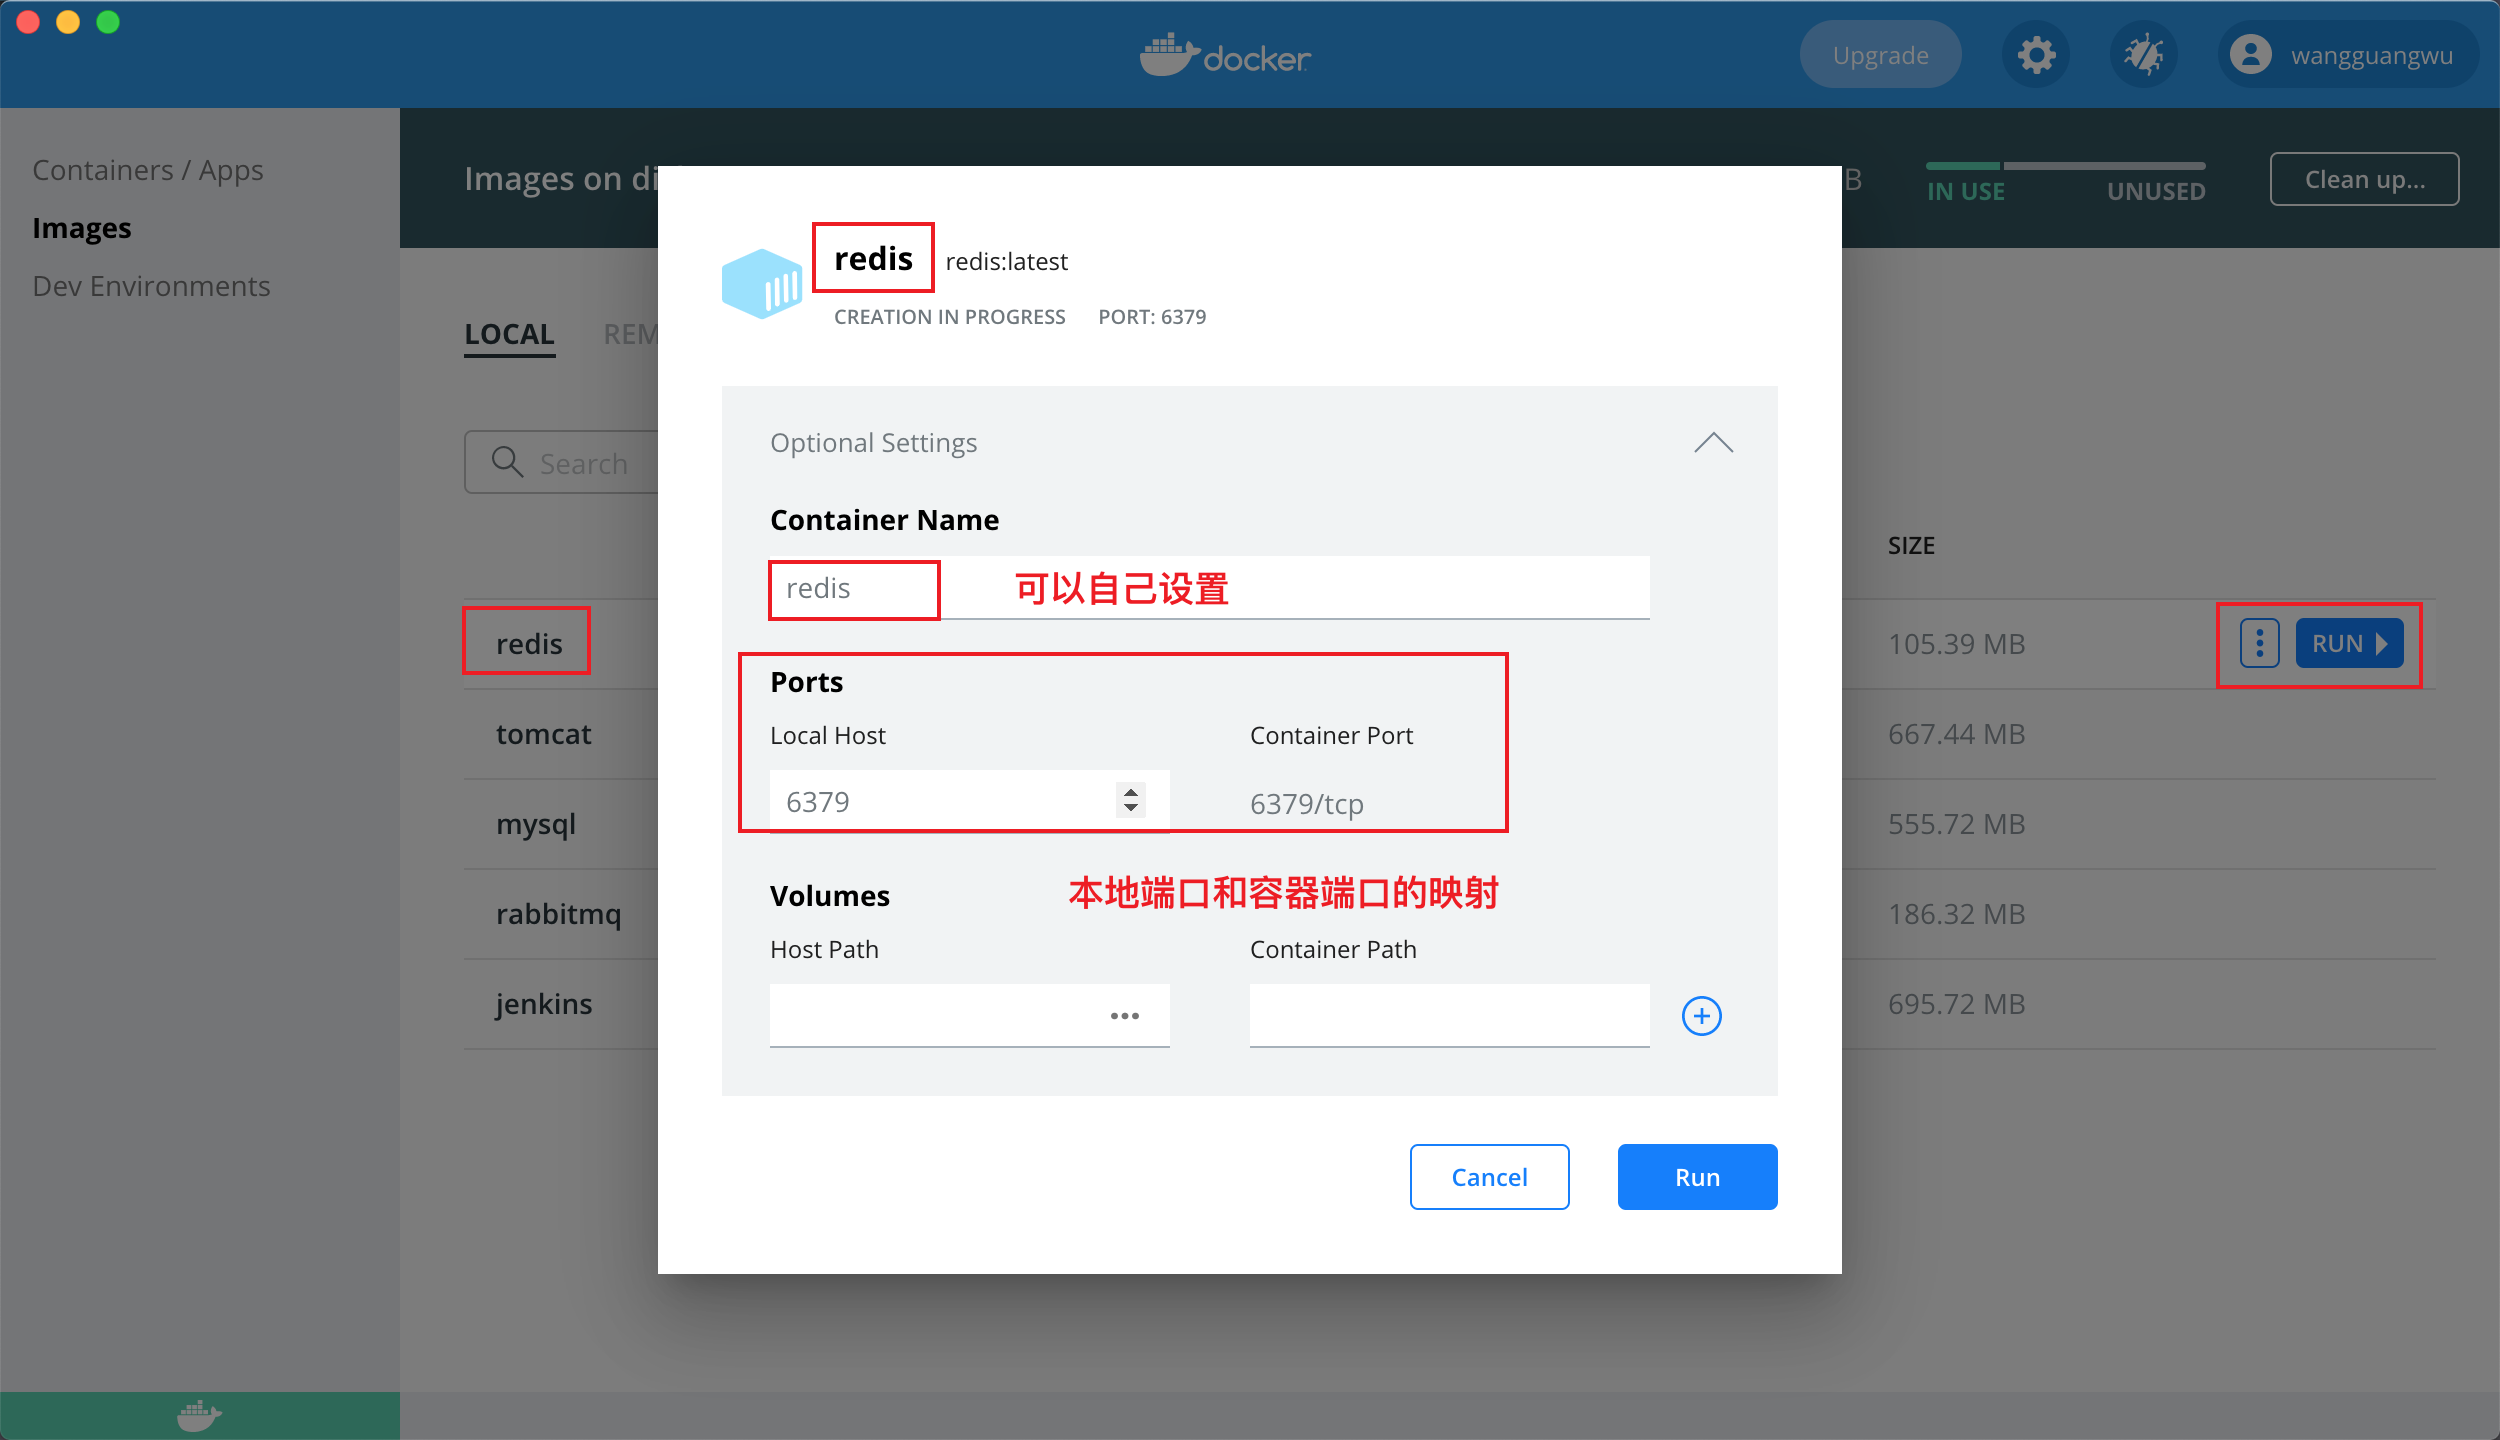 docker
Upgrade
wangguangwu
Containers / Apps
Images
Dev Environments
Images on di
B
IN USE
UNUSED
Clean up...
LOCAL
REM
Search
SIZE
redis
105.39 MB
RUN
tomcat
667.44 MB
mysql
555.72 MB
rabbitmq
186.32 MB
jenkins
695.72 MB
redis redis:latest
CREATION IN PROGRESS PORT: 6379
Optional Settings
Container Name
redis
可以自己设置
Ports
Local Host
Container Port
6379
6379/tcp
Volumes
本地端口和容器端口的映射
Host Path
Container Path
Cancel
Run